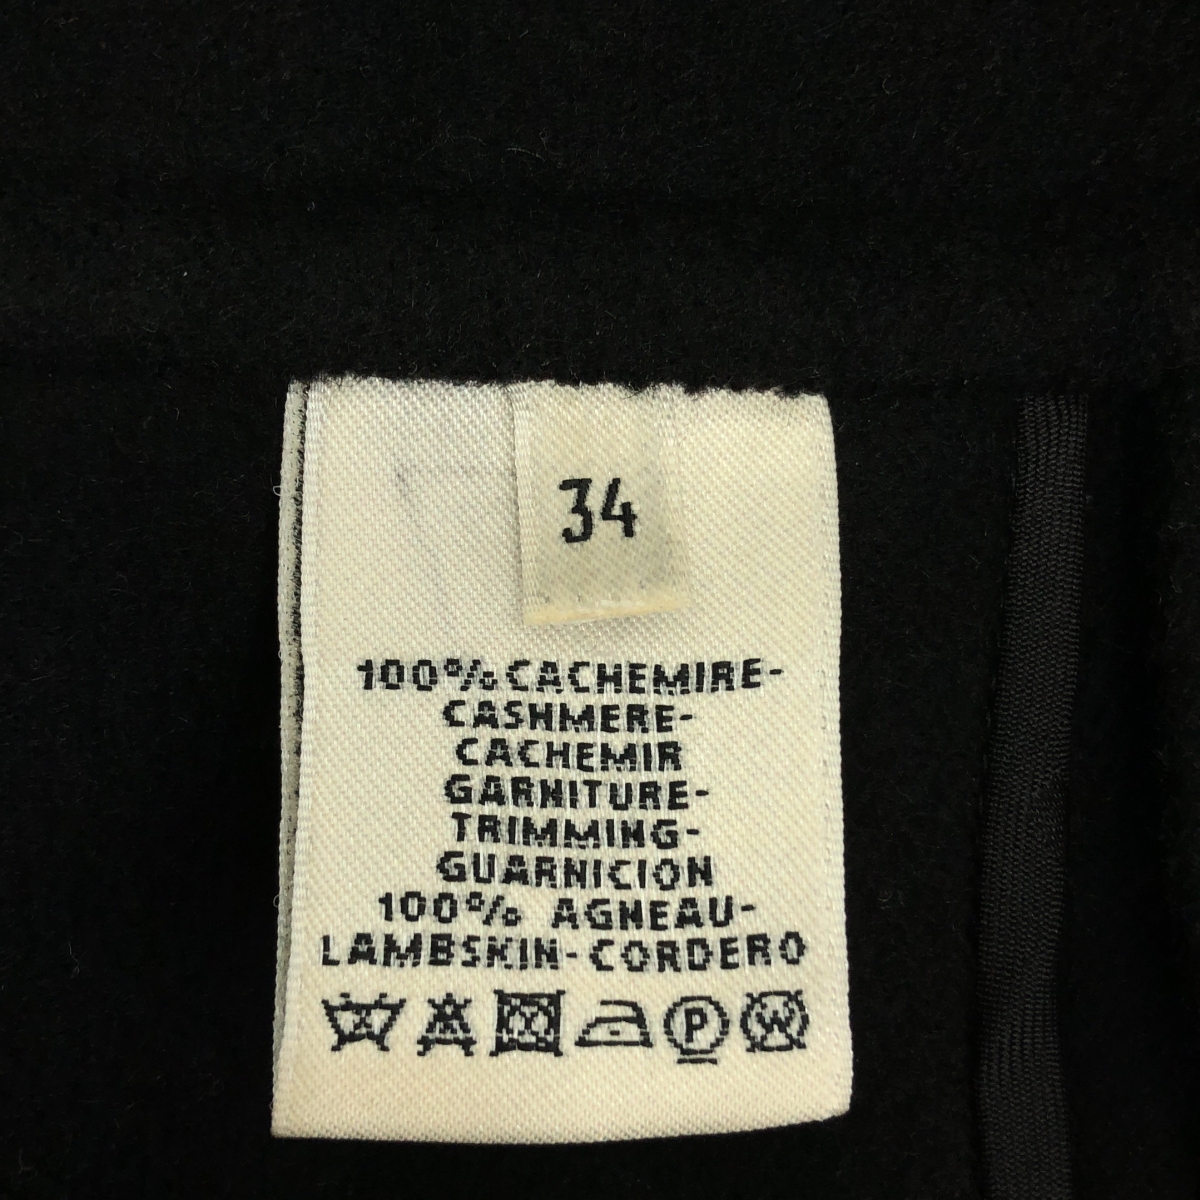 34
100% CACHEMIRE-
CASHMERE-
CACHEMIR
GARNITURE-
TRIMMING-
GUARNICION
100% AGNEAU-
LAMBSKIN-CORDERO
P W